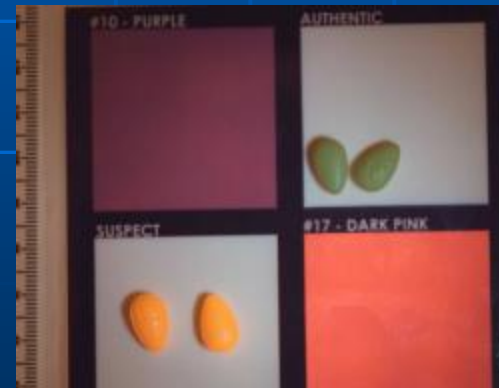 #10 - PURPLE
AUTHENTIC
SUSPECT
#17 - DARK PINK